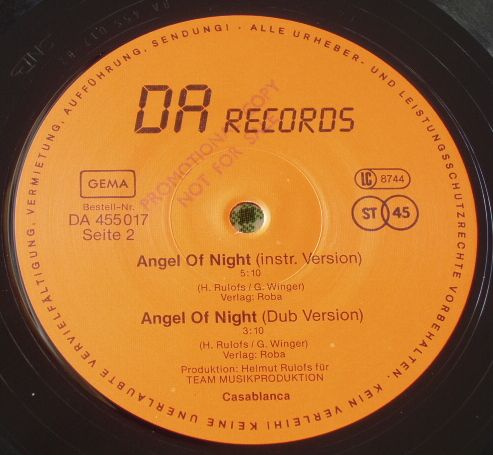 ALLE URHEBER- UND LEISTUNGSSCHUTZRECHTE VORBEHALTEN. KEIN VERLEIH! KEINE UNERLAUBTE VERVIELFÄLTIGUNG, VERMIETUNG, AUFFÜHRUNG, SENDUNG! -
DA RECORDS
PROMOTIONAL COPY
NOT FOR SALE
GEMA
LC 8744
Bestell-Nr.
DA 455017
Seite 2
ST 45
Angel Of Night (instr. Version)
5:10
(H. Rulofs / G. Winger)
Verlag: Roba
Angel Of Night (Dub Version)
3:10
(H. Rulofs / G. Winger)
Verlag: Roba
Produktion: Helmut Rulofs für
TEAM MUSIKPRODUKTION
Casablanca